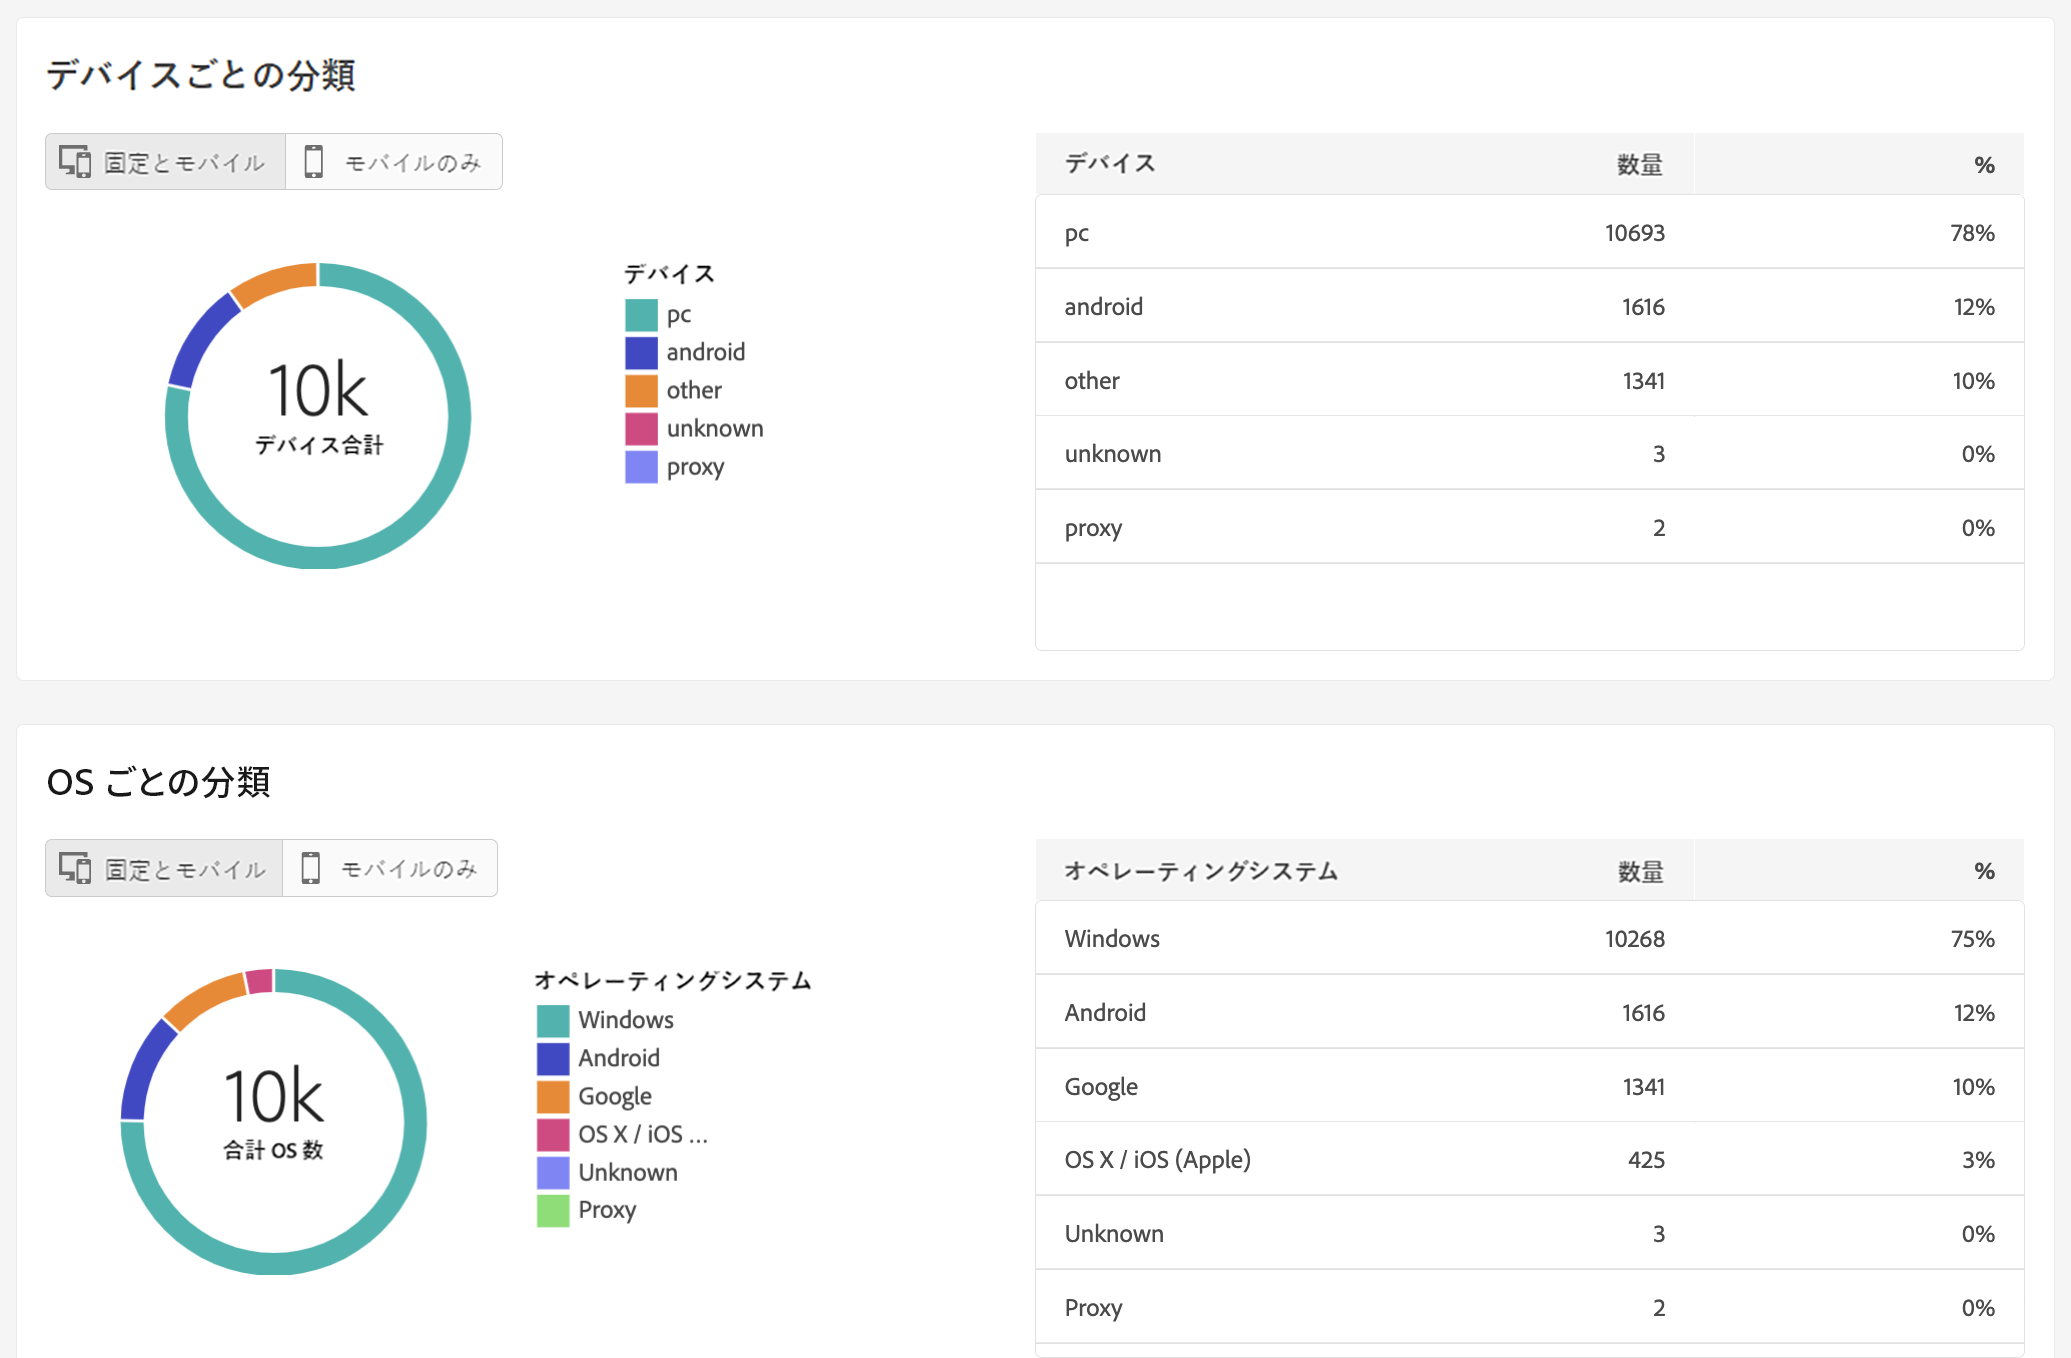 デバイスごとの分類
固定とモバイル モバイルのみ
10k
デバイス合計
デバイス
pc
android
other
unknown
proxy
デバイス 数量 %
pc 10693 78%
android 1616 12%
other 1341 10%
unknown 3 0%
proxy 2 0%
OS ごとの分類
固定とモバイル モバイルのみ
10k
合計 OS 数
オペレーティングシステム
Windows
Android
Google
OS X / iOS ...
Unknown
Proxy
オペレーティングシステム 数量 %
Windows 10268 75%
Android 1616 12%
Google 1341 10%
OS X / iOS (Apple) 425 3%
Unknown 3 0%
Proxy 2 0%